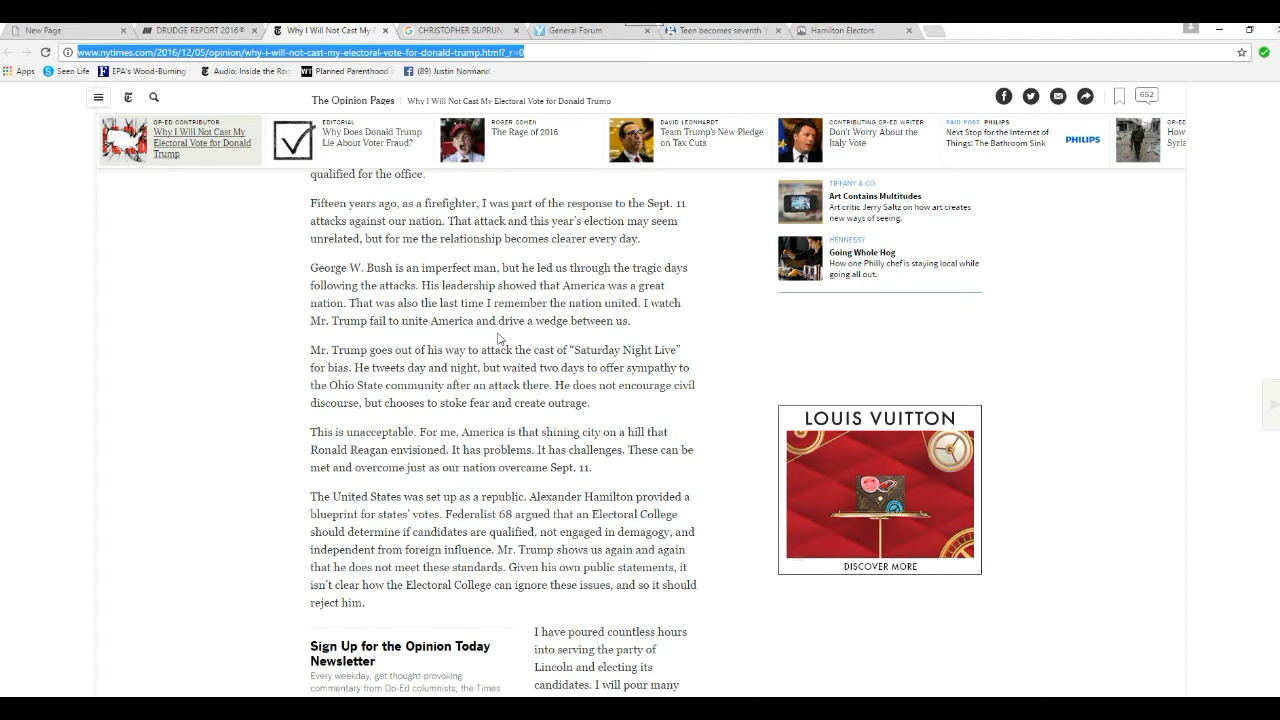 New Page
DRUDGE REPORT 2016®
Why I Will Not Cast My E
CHRISTOPHER SUPRUN
General Forum
Teen becomes seventh
Hamilton Electors
www.nytimes.com/2016/12/05/opinion/why-i-will-not-cast-my-electoral-vote-for-donald-trump.html?_r=0
Apps
Seen Life
EPA's Wood-Burning
Audio: Inside the Roo
Planned Parenthood
(89) Justin Normand
The Opinion Pages | Why I Will Not Cast My Electoral Vote for Donald Trump
652
OP-ED CONTRIBUTOR
Why I Will Not Cast My
Electoral Vote for Donald
Trump
EDITORIAL
Why Does Donald Trump
Lie About Voter Fraud?
ROGER COHEN
The Rage of 2016
DAVID LEONHARDT
Team Trump's New Pledge
on Tax Cuts
CONTRIBUTING OP-ED WRITER
Don't Worry About the
Italy Vote
PAID POST: PHILIPS
Next Stop for the Internet of
Things: The Bathroom Sink
PHILIPS
OP-ED
How
Syria
qualified for the office.
Fifteen years ago, as a firefighter, I was part of the response to the Sept. 11
attacks against our nation. That attack and this year's election may seem
unrelated, but for me the relationship becomes clearer every day.
George W. Bush is an imperfect man, but he led us through the tragic days
following the attacks. His leadership showed that America was a great
nation. That was also the last time I remember the nation united. I watch
Mr. Trump fail to unite America and drive a wedge between us.
Mr. Trump goes out of his way to attack the cast of “Saturday Night Live”
for bias. He tweets day and night, but waited two days to offer sympathy to
the Ohio State community after an attack there. He does not encourage civil
discourse, but chooses to stoke fear and create outrage.
This is unacceptable. For me, America is that shining city on a hill that
Ronald Reagan envisioned. It has problems. It has challenges. These can be
met and overcome just as our nation overcame Sept. 11.
The United States was set up as a republic. Alexander Hamilton provided a
blueprint for states' votes. Federalist 68 argued that an Electoral College
should determine if candidates are qualified, not engaged in demagogy, and
independent from foreign influence. Mr. Trump shows us again and again
that he does not meet these standards. Given his own public statements, it
isn't clear how the Electoral College can ignore these issues, and so it should
reject him.
Sign Up for the Opinion Today
Newsletter
Every weekday, get thought-provoking
commentary from Op-Ed columnists, the Times
I have poured countless hours
into serving the party of
Lincoln and electing its
candidates. I will pour many
TIFFANY & CO.
Art Contains Multitudes
Art critic Jerry Saltz on how art creates
new ways of seeing.
HENNESSY
Going Whole Hog
How one Philly chef is staying local while
going all out.
LOUIS VUITTON
DISCOVER MORE